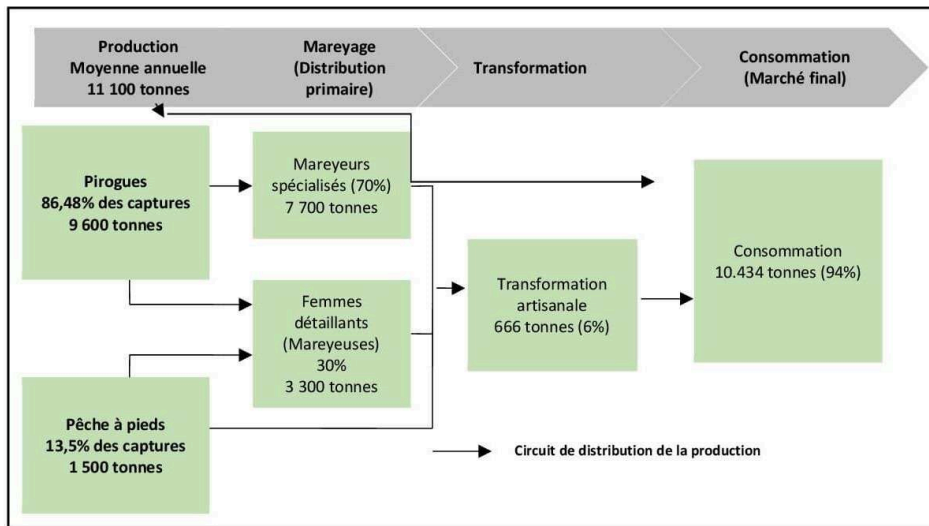 Production
Moyenne annuelle
11 100 tonnes
Mareyage
(Distribution
primaire)
Transformation
Consommation
(Marché final)
Pirogues
86,48% des captures
9 600 tonnes
Mareyeurs
spécialisés (70%)
7 700 tonnes
Femmes
détaillants
(Mareyeuses)
30%
3 300 tonnes
Transformation
artisanale
666 tonnes (6%)
Consommation
10.434 tonnes (94%)
Pêche à pieds
13,5% des captures
1 500 tonnes
Circuit de distribution de la production